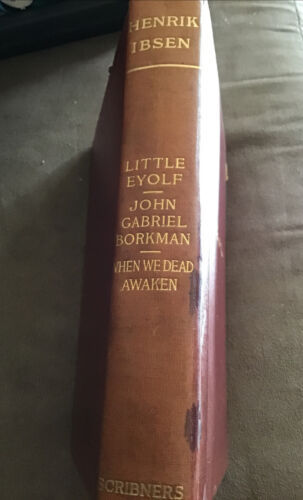 HENRIK
IBSEN
LITTLE
EYOLF
JOHN
GABRIEL
BORKMAN
WHEN WE DEAD
AWAKEN
SCRIBNERS